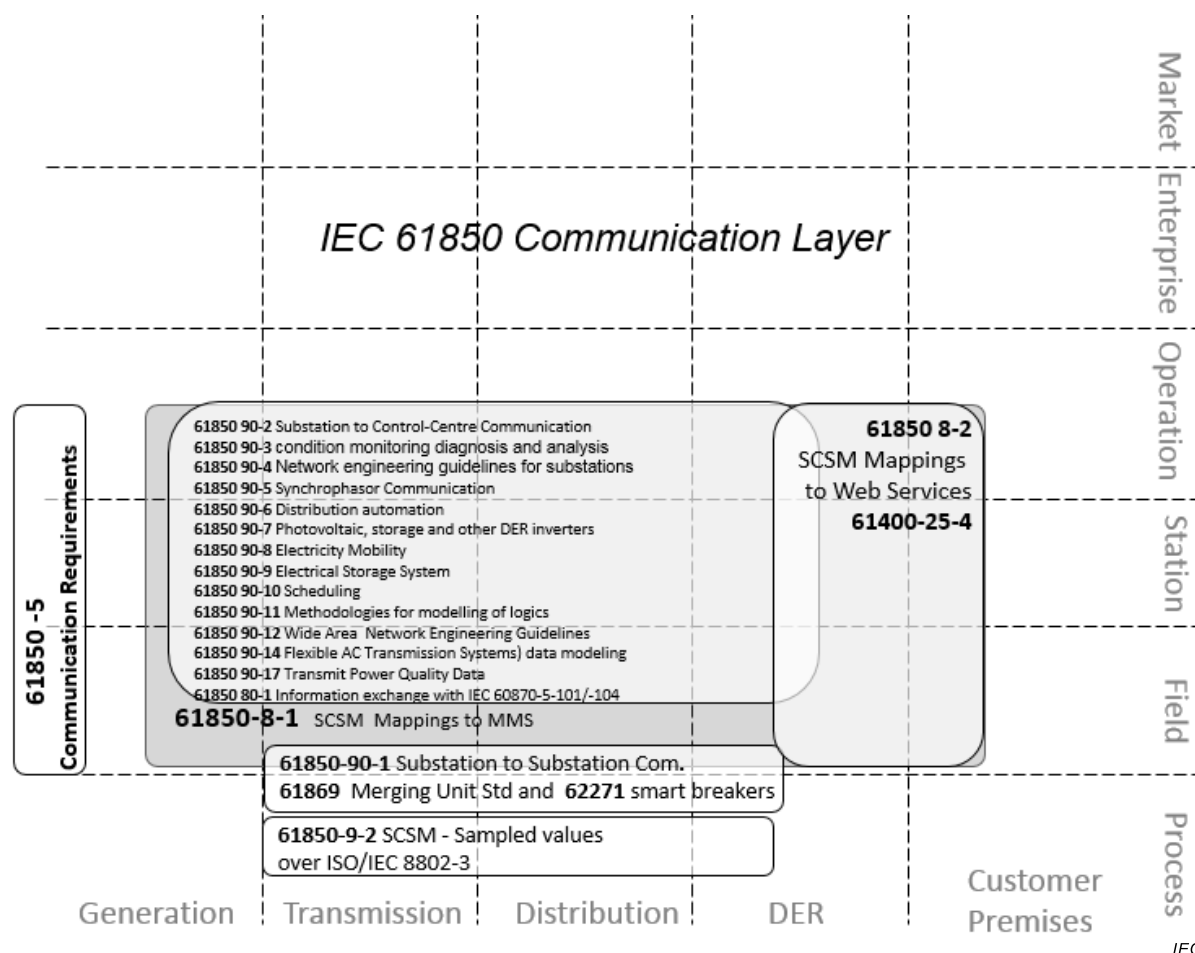 Market
Enterprise
IEC 61850 Communication Layer
Operation
61850 -5
Communication Requirements
61850 90-2 Substation to Control-Centre Communication
61850 90-3 condition monitoring diagnosis and analysis
61850 90-4 Network engineering guidelines for substations
61850 90-5 Synchrophasor Communication
61850 90-6 Distribution automation
61850 90-7 Photovoltaic, storage and other DER inverters
61850 90-8 Electricity Mobility
61850 90-9 Electrical Storage System
61850 90-10 Scheduling
61850 90-11 Methodologies for modelling of logics
61850 90-12 Wide Area Network Engineering Guidelines
61850 90-14 Flexible AC Transmission Systems) data modeling
61850 90-17 Transmit Power Quality Data
61850 80-1 Information exchange with IEC 60870-5-101/-104
61850-8-1 SCSM Mappings to MMS
61850 8-2
SCSM Mappings
to Web Services
61400-25-4
Station
Field
61850-90-1 Substation to Substation Com.
61869 Merging Unit Std and 62271 smart breakers
61850-9-2 SCSM - Sampled values
over ISO/IEC 8802-3
Process
Generation
Transmission
Distribution
DER
Customer
Premises
IEC